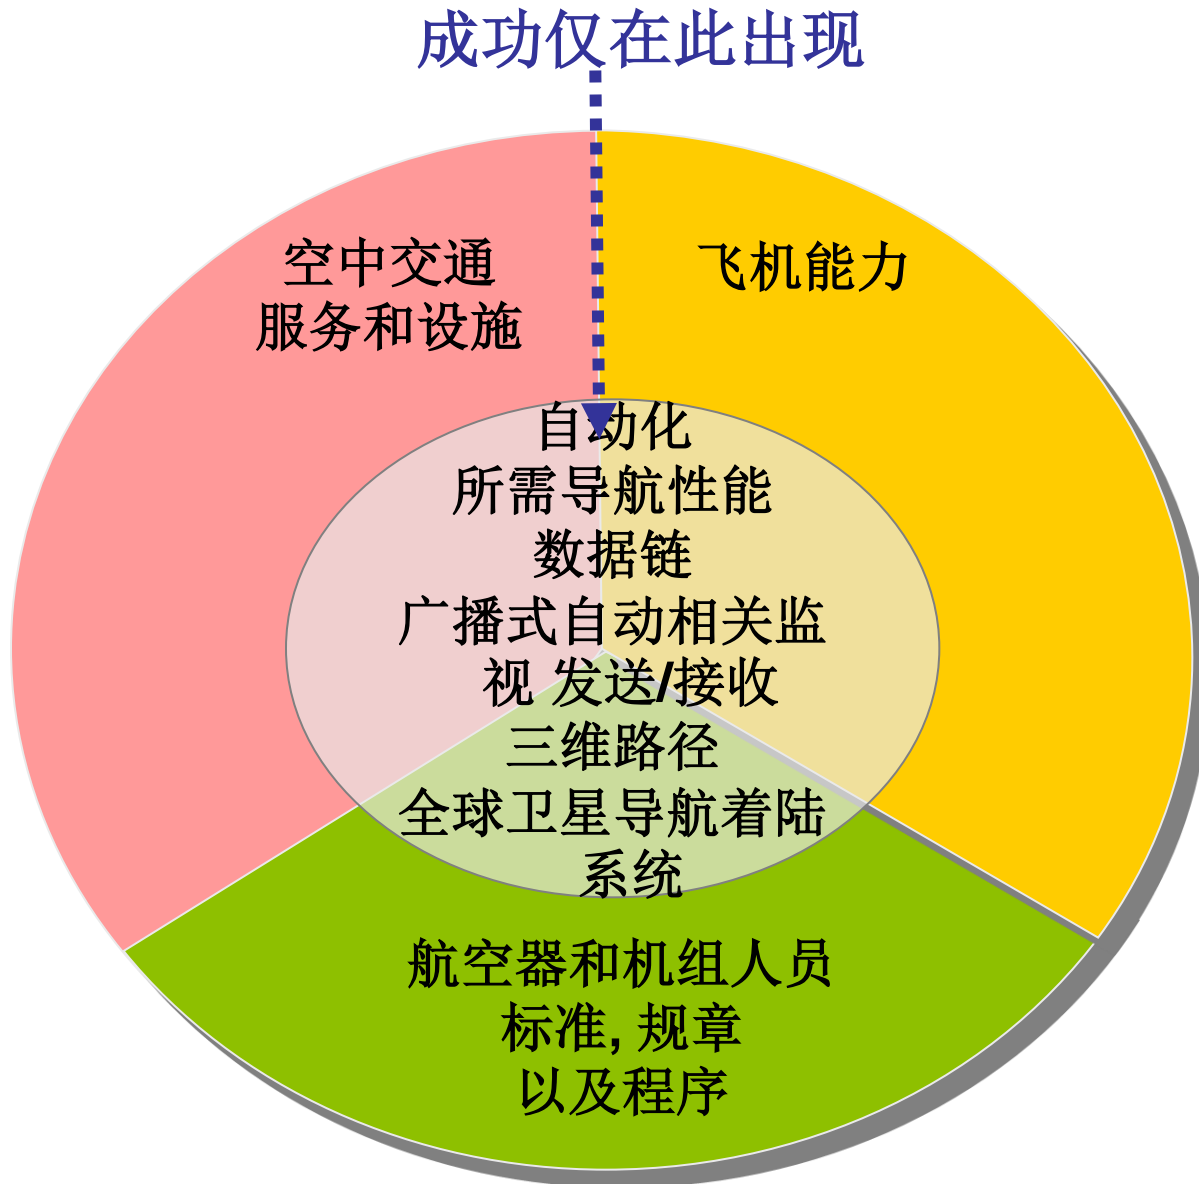 成功仅在此出现
空中交通
服务和设施
飞机能力
自动化
所需导航性能
数据链
广播式自动相关监
视 发送/接收
三维路径
全球卫星导航着陆
系统
航空器和机组人员
标准, 规章
以及程序